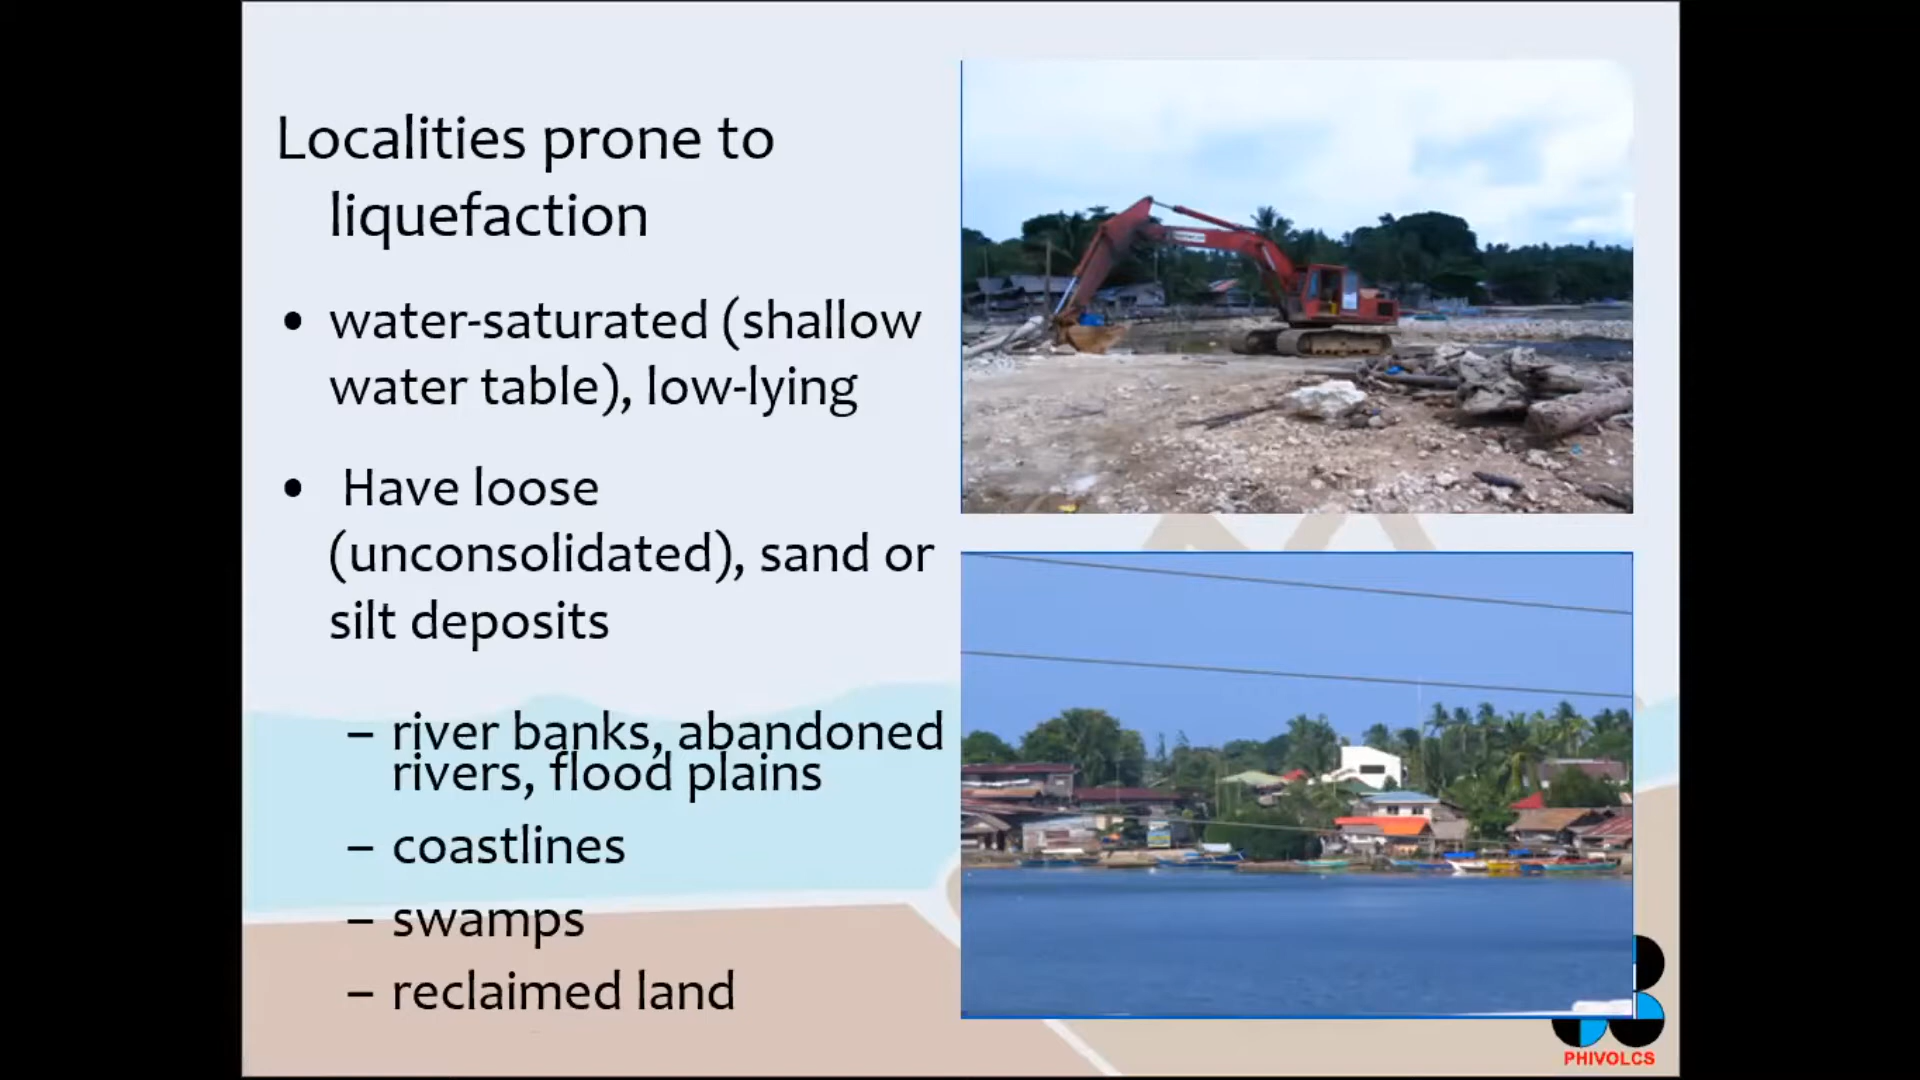 Localities prone to
liquefaction
• water-saturated (shallow
water table), low-lying
• Have loose
(unconsolidated), sand or
silt deposits
– river banks, abandoned
rivers, flood plains
– coastlines
– swamps
– reclaimed land
PHIVOLCS